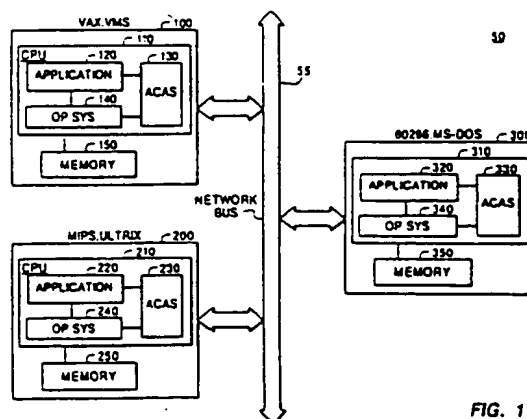 VAX.VMS 100
110
CPU
120
130
APPLICATION
ACAS
140
OP SYS
150
MEMORY
MIPS.ULTRIX 200
210
CPU
220
230
APPLICATION
ACAS
240
OP SYS
250
MEMORY
NETWORK
BUS
55
50
80286.MS-DOS 300
310
320
330
APPLICATION
ACAS
340
OP SYS
350
MEMORY
FIG. 1